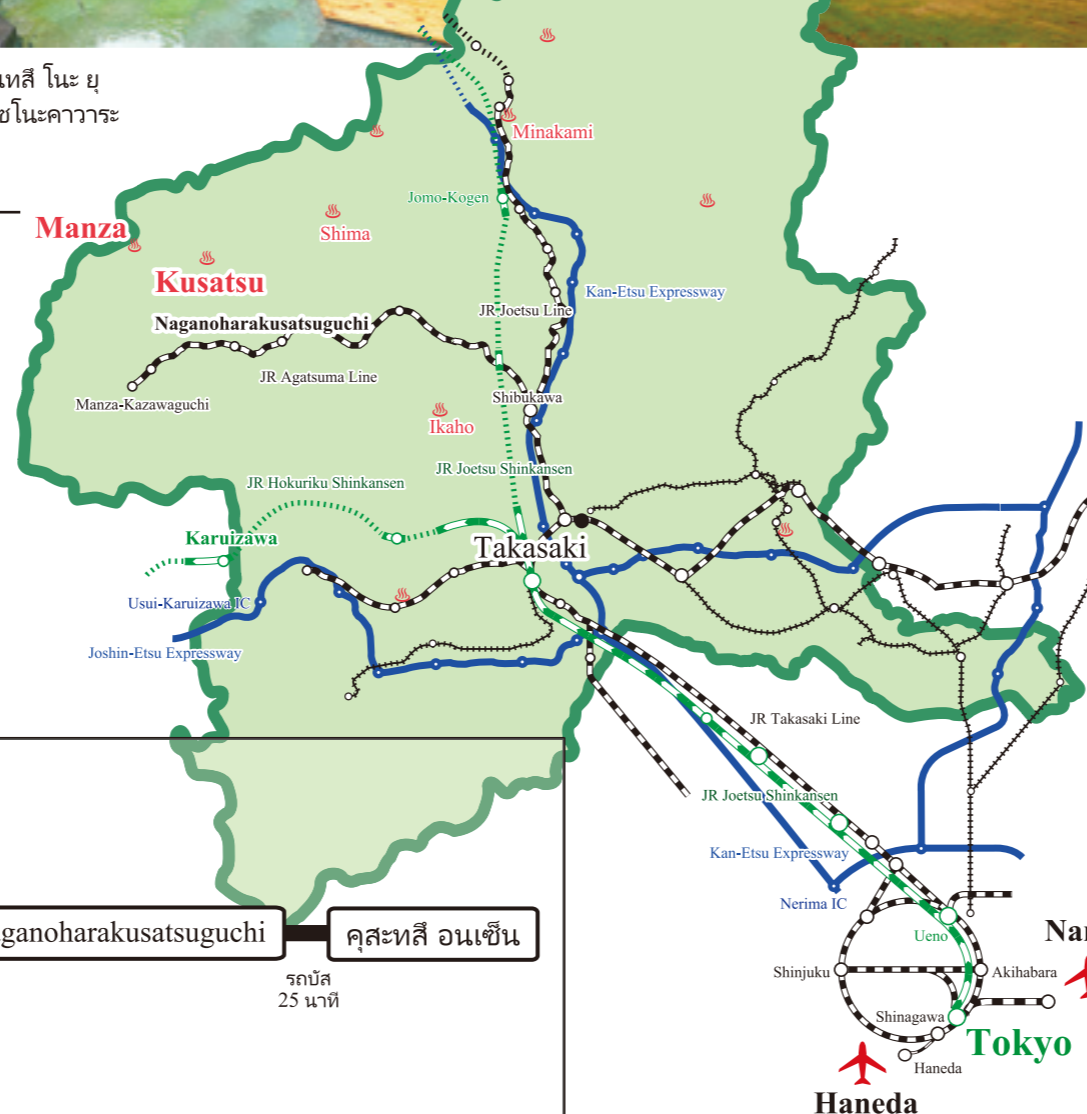 เทสึ โนะ ยุ
ซโนะคาวาระ
Minakami
Jomo-Kogen
Manza
Shima
Kusatsu
Kan-Etsu Expressway
JR Joetsu Line
Naganoharakusatsuguchi
JR Agatsuma Line
Manza-Kazawaguchi
Shibukawa
Ikaho
JR Joetsu Shinkansen
JR Hokuriku Shinkansen
Karuizawa
Takasaki
Usui-Karuizawa IC
Joshin-Etsu Expressway
JR Takasaki Line
JR Joetsu Shinkansen
Kan-Etsu Expressway
Nerima IC
Ueno
ganoharakusatsuguchi
คุสะทสึ อนเซ็น
รถบัส
25 นาที
Nar
Shinjuku
Akihabara
Shinagawa
Tokyo
Haneda
Haneda